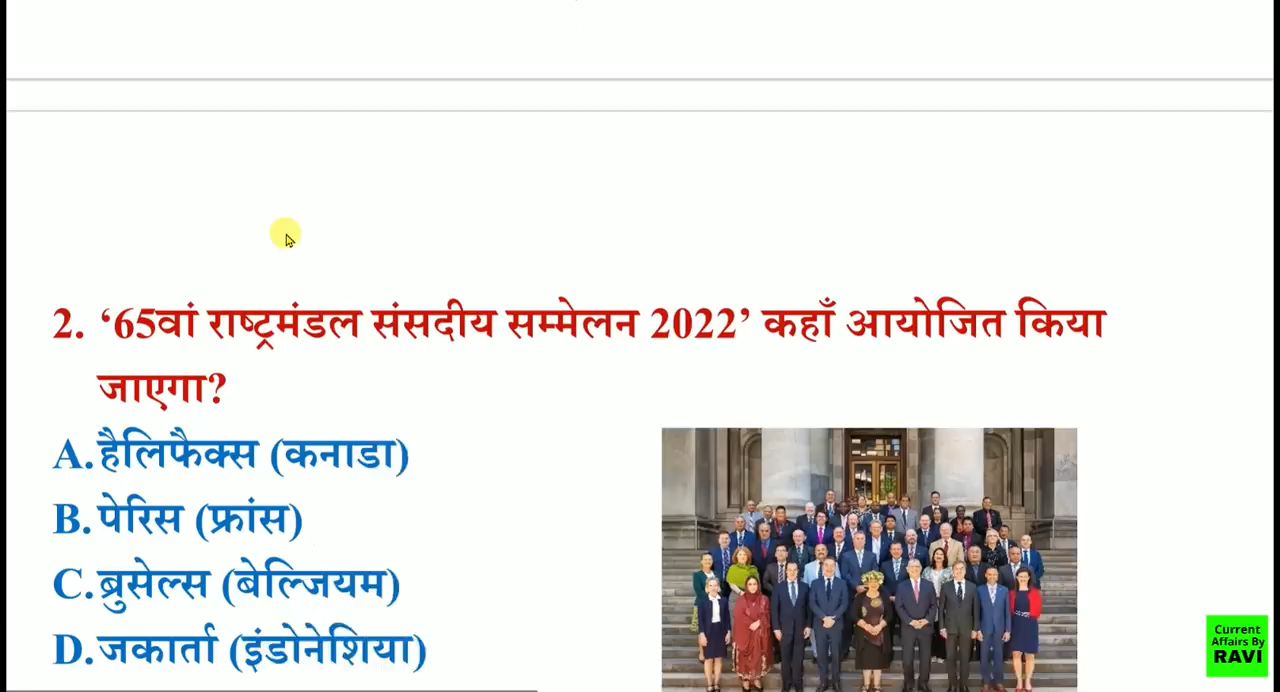 2. ‘65वां राष्ट्रमंडल संसदीय सम्मेलन 2022’ कहाँ आयोजित किया
जाएगा?
A.हैलिफैक्स (कनाडा)
B.पेरिस (फ्रांस)
C.ब्रुसेल्स (बेल्जियम)
D.जकार्ता (इंडोनेशिया)
Current
Affairs By
RAVI